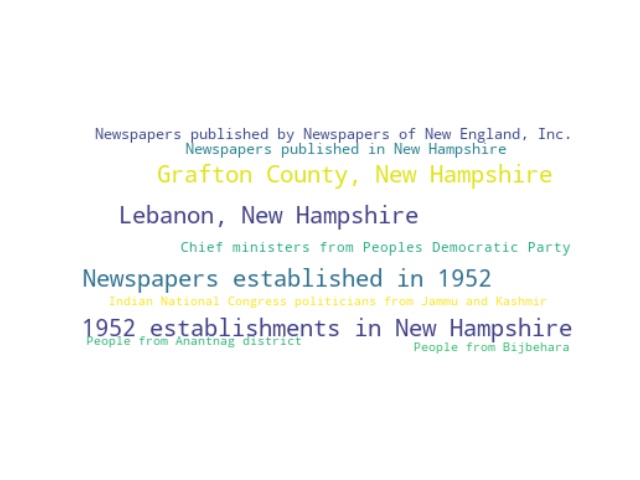 Newspapers published by Newspapers of New England, Inc.
Newspapers published in New Hampshire
Grafton County, New Hampshire
Lebanon, New Hampshire
Chief ministers from Peoples Democratic Party
Newspapers established in 1952
Indian National Congress politicians from Jammu and Kashmir
1952 establishments in New Hampshire
People from Anantnag district
People from Bijbehara